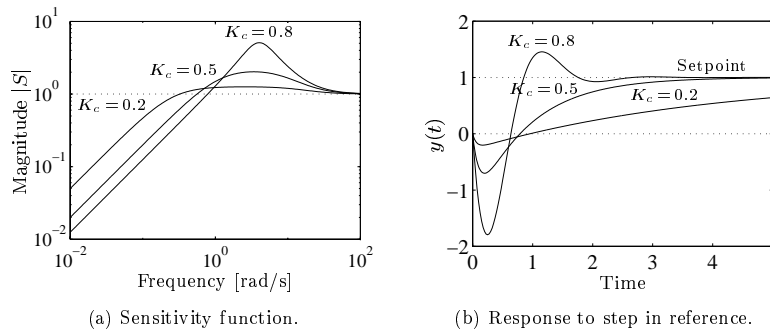 10^1
10^0
10^{-1}
10^{-2}
Magnitude |S|
K_c = 0.8
K_c = 0.5
K_c = 0.2
10^{-2}
10^0
10^2
Frequency [rad/s]
(a) Sensitivity function.
2
1
0
-1
-2
y(t)
K_c = 0.8
Setpoint
K_c = 0.5
K_c = 0.2
0
1
2
3
4
Time
(b) Response to step in reference.